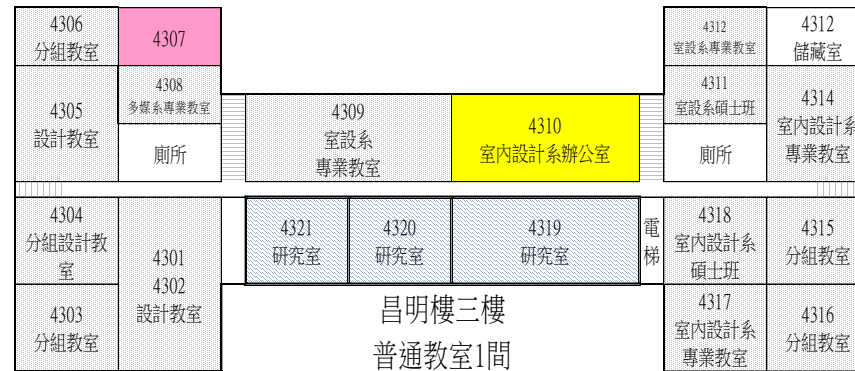 4306
分組教室
4307
4312
室設系專業教室
4312
儲藏室
4305
設計教室
4308
多媒系專業教室
廁所
4309
室設系
專業教室
4310
室內設計系辦公室
4311
室設系碩士班
廁所
4314
室內設計系
專業教室
4304
分組設計教
室
4301
4302
設計教室
4321
研究室
4320
研究室
4319
研究室
電
梯
4318
室內設計系
碩士班
4315
分組教室
4303
分組教室
昌明樓三樓
普通教室1間
4317
室內設計系
專業教室
4316
分組教室